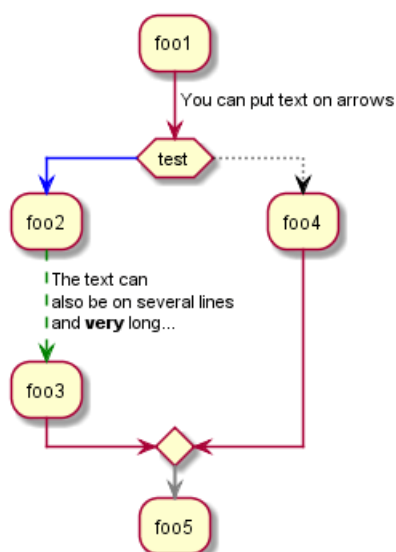 foo1
You can put text on arrows
test
foo2
foo4
The text can
also be on several lines
and very long...
foo3
foo5